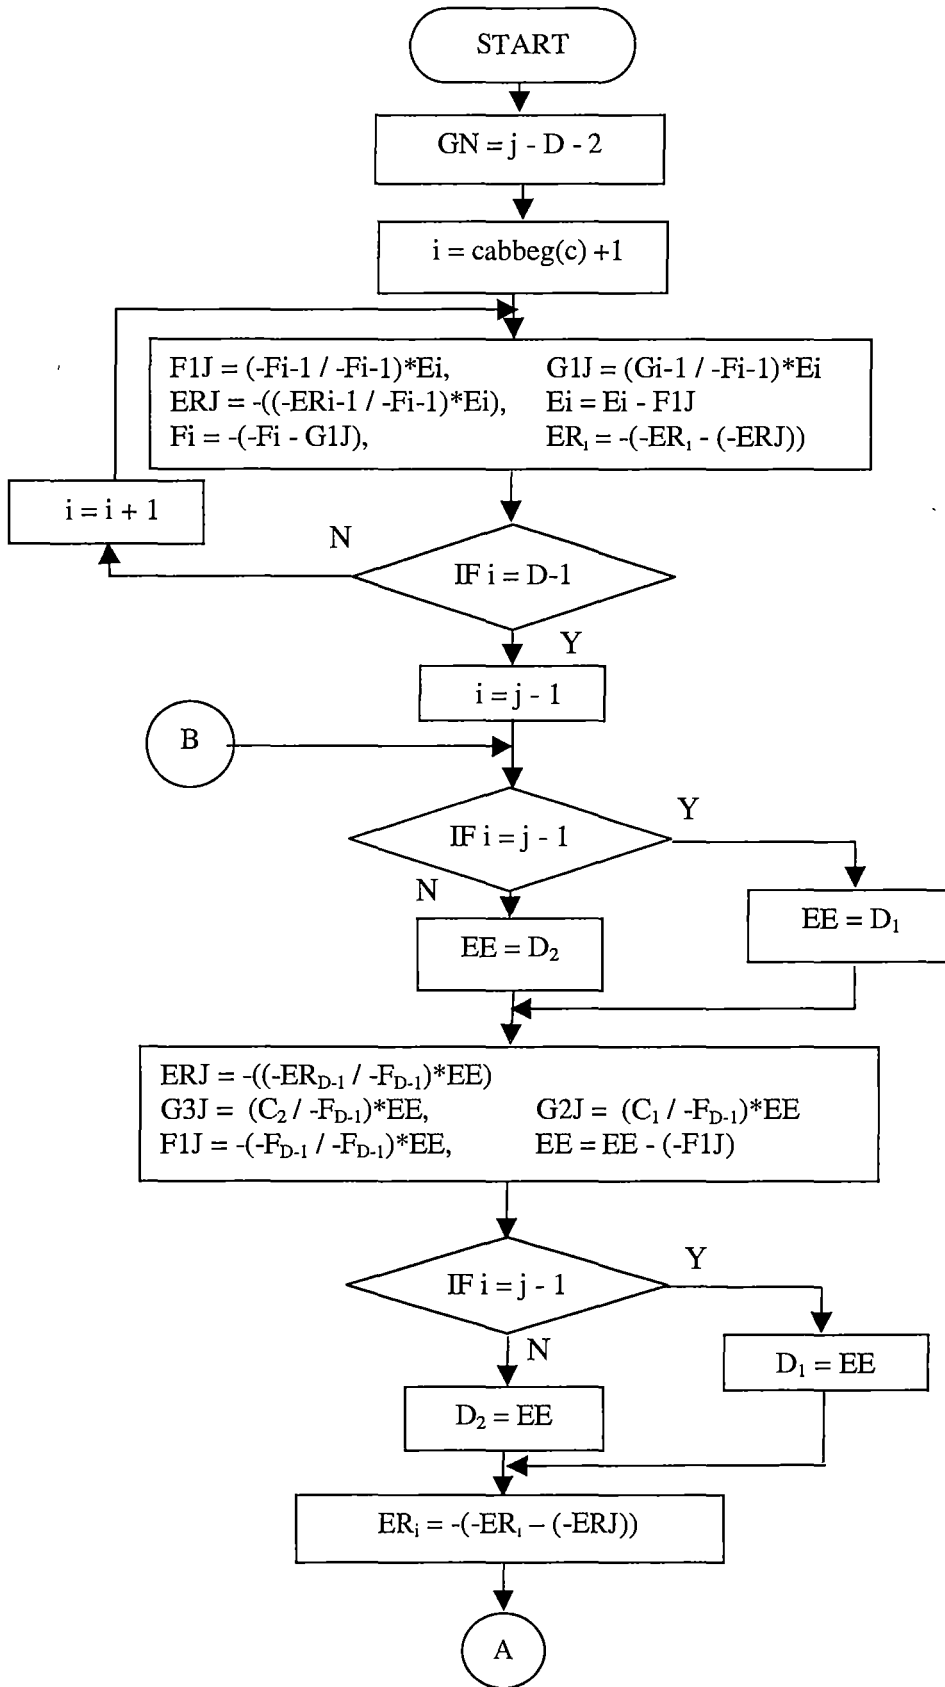 START
GN = j - D - 2
i = cabbeg(c) +1
F1J = (-Fi-1 / -Fi-1)*Ei, G1J = (Gi-1 / -Fi-1)*Ei
ERJ = -((-ERi-1 / -Fi-1)*Ei), Ei = Ei - F1J
Fi = -(-Fi - G1J), ERi = -(-ERi - (-ERJ))
i = i + 1
N
IF i = D-1
Y
i = j - 1
B
IF i = j - 1
Y
N
EE = D1
EE = D2
ERJ = -((-ERD-1 / -FD-1)*EE)
G3J = (C2 / -FD-1)*EE, G2J = (C1 / -FD-1)*EE
F1J = -(-FD-1 / -FD-1)*EE, EE = EE - (-F1J)
IF i = j - 1
Y
N
D1 = EE
D2 = EE
ERi = -(-ERi – (-ERJ))
A